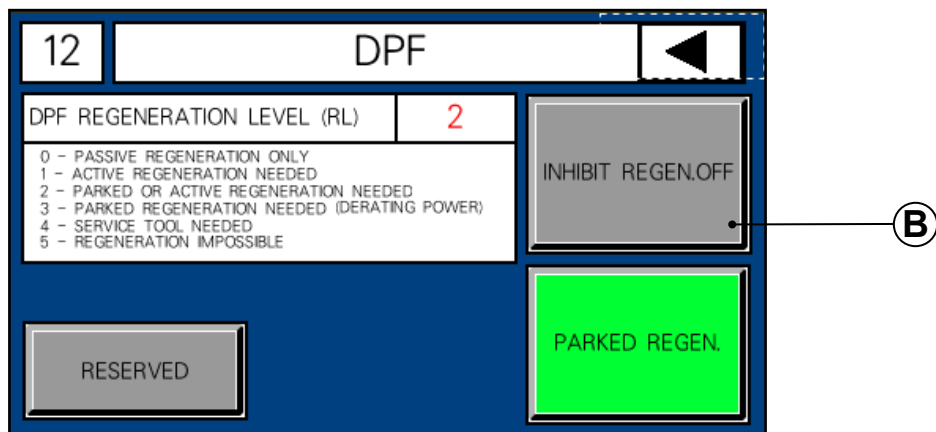 12
DPF
DPF REGENERATION LEVEL (RL)
2
0 - PASSIVE REGENERATION ONLY
1 - ACTIVE REGENERATION NEEDED
2 - PARKED OR ACTIVE REGENERATION NEEDED
3 - PARKED REGENERATION NEEDED (DERATING POWER)
4 - SERVICE TOOL NEEDED
5 - REGENERATION IMPOSSIBLE
INHIBIT REGEN.OFF
B
PARKED REGEN.
RESERVED